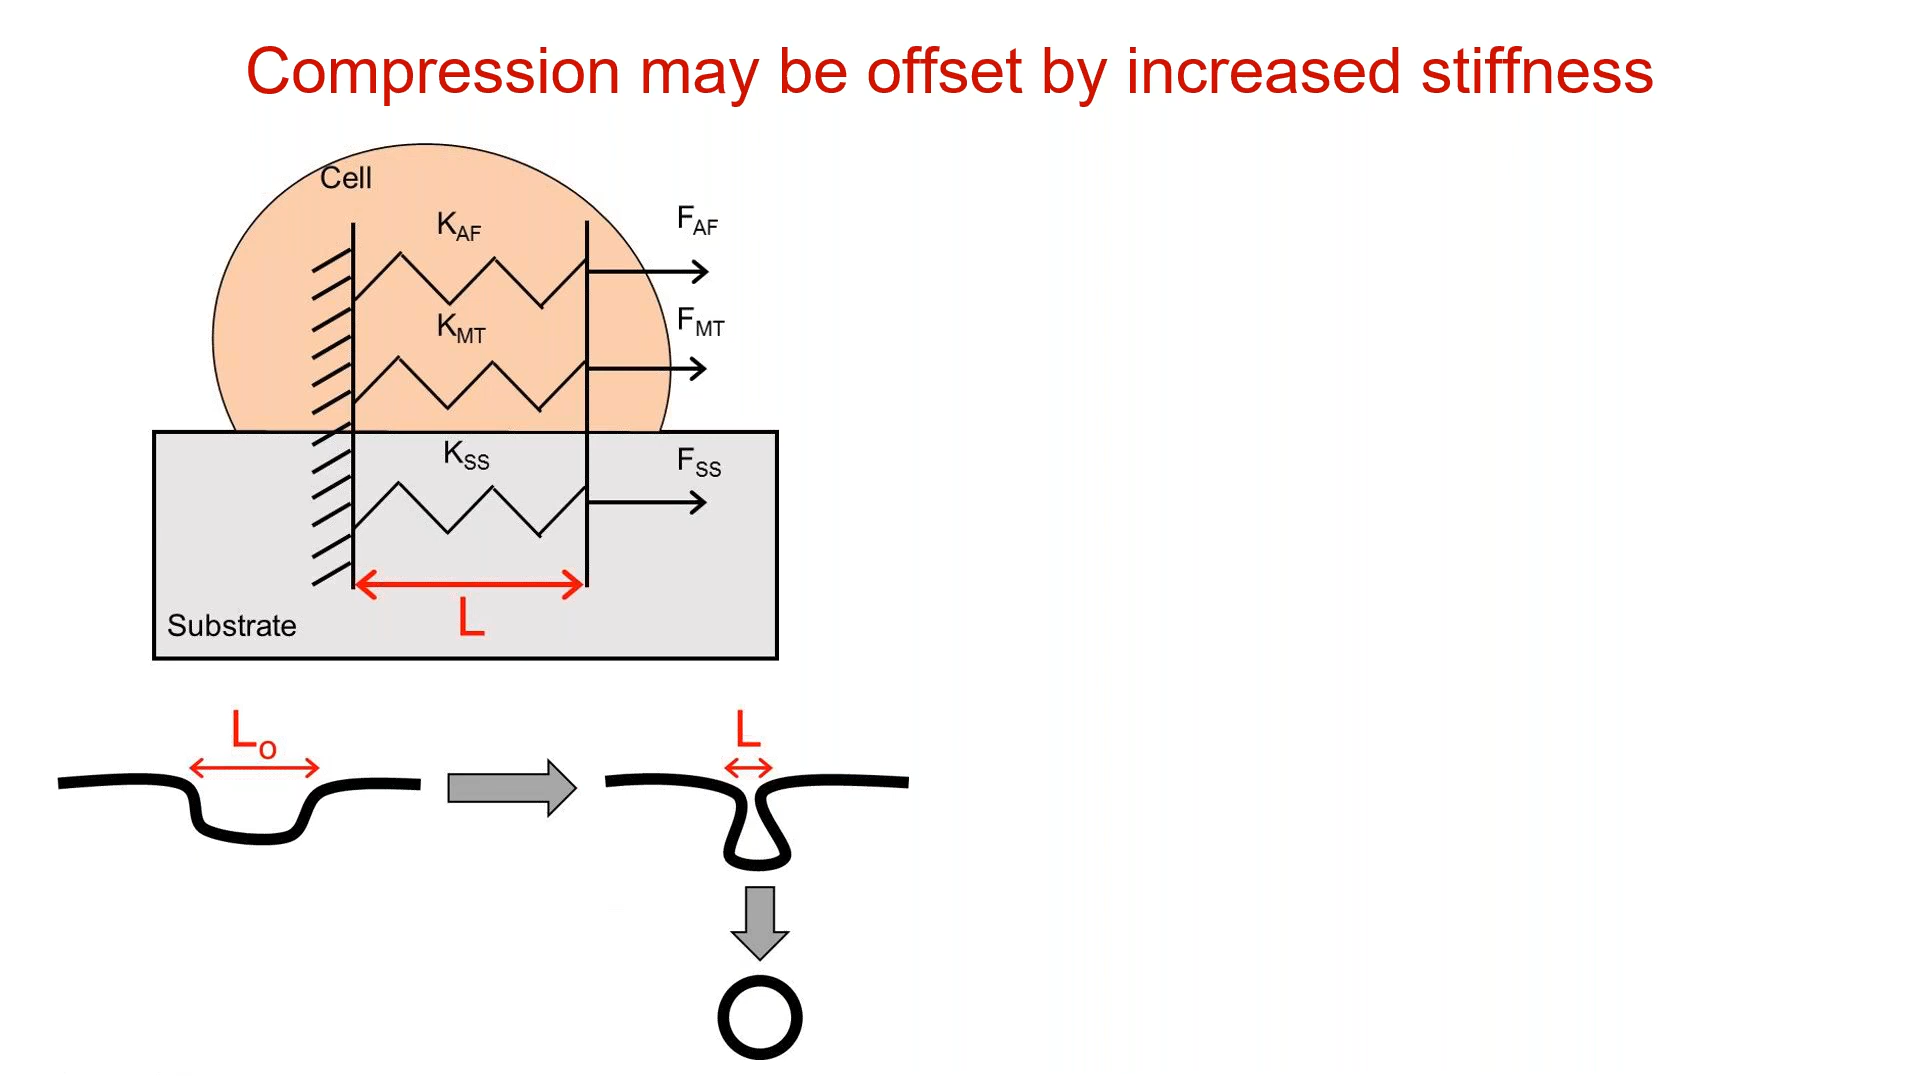 Compression may be offset by increased stiffness
Cell
KAF
FAF
KMT
FMT
KSS
FSS
L
Substrate
Lo
L